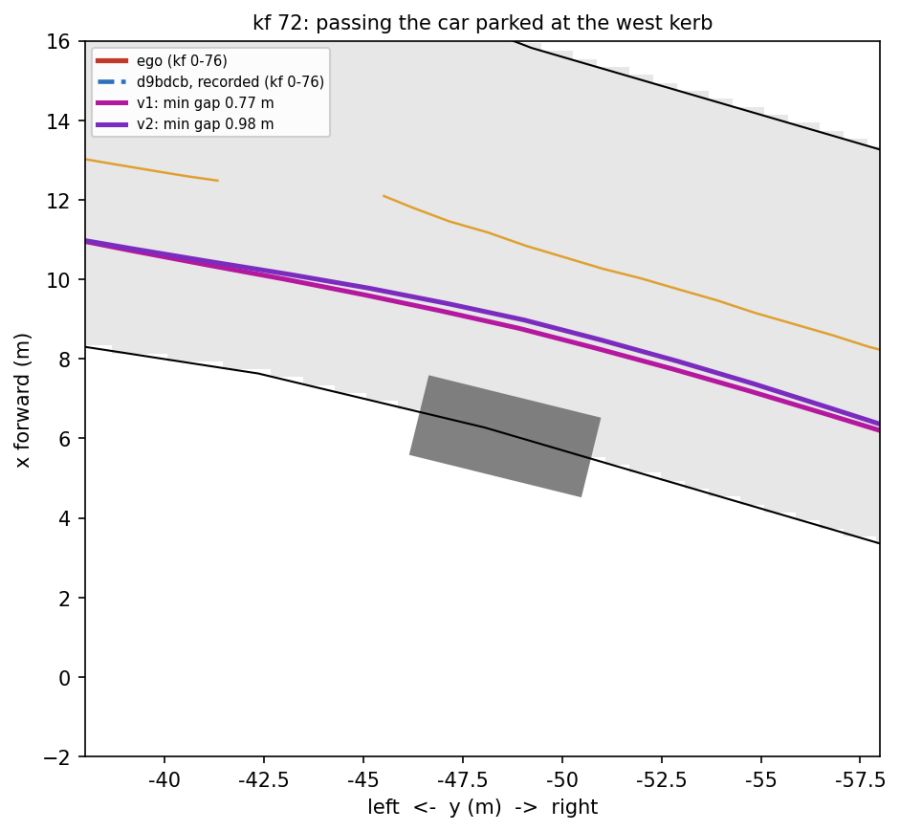 kf 72: passing the car parked at the west kerb
ego (kf 0-76)
d9bdcb, recorded (kf 0-76)
v1: min gap 0.77 m
v2: min gap 0.98 m
16
14
12
10
8
6
4
2
0
−2
x forward (m)
-40
-42.5
-45
-47.5
-50
-52.5
-55
-57.5
left <- y (m) -> right